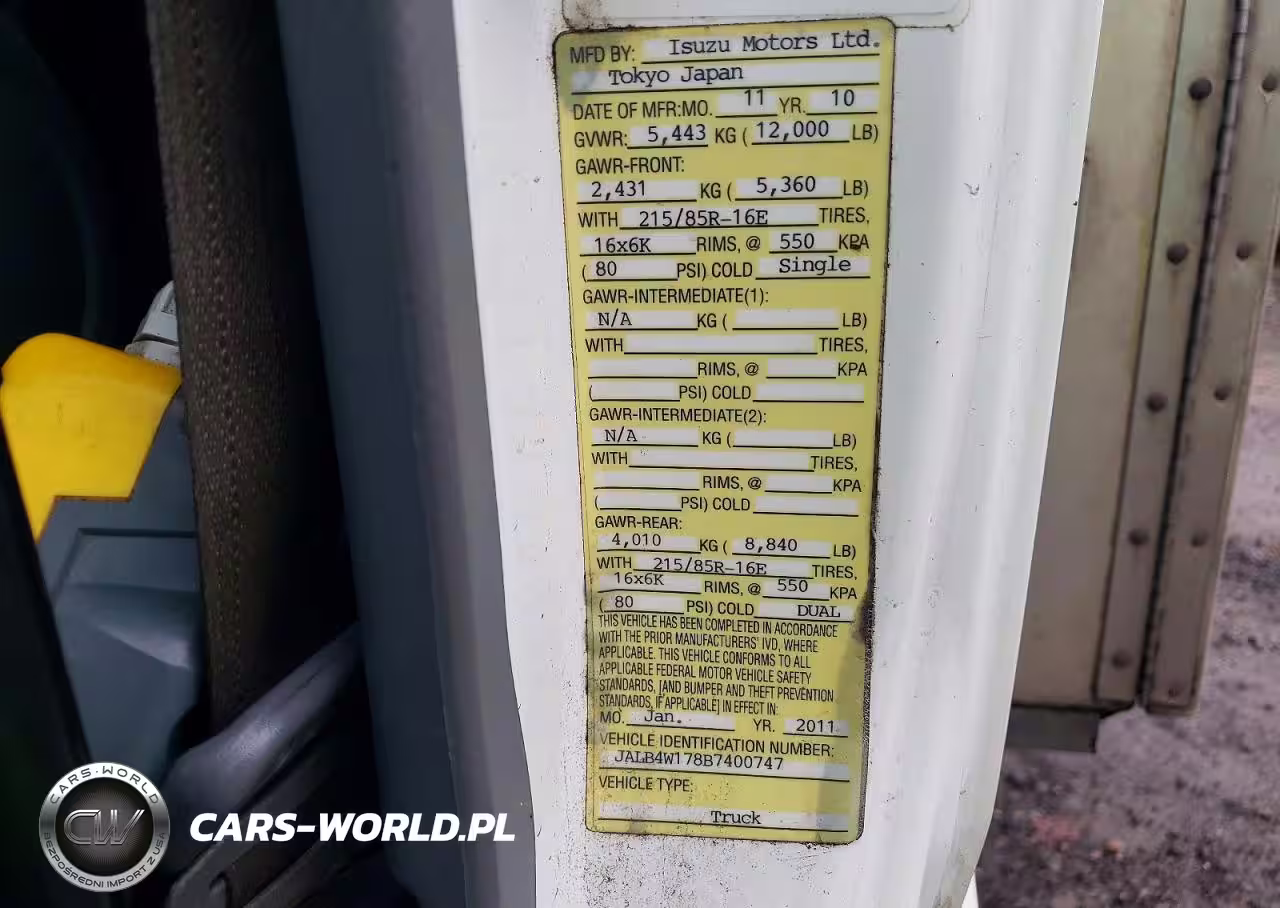 MFD BY: Isuzu Motors Ltd.
Tokyo Japan
DATE OF MFR:MO. 11 YR. 10
GVWR: 5,443 KG ( 12,000 LB)
GAWR-FRONT:
2,431 KG ( 5,360 LB)
WITH 215/85R-16E TIRES,
16x6K RIMS, @ 550 KPA
( 80 PSI) COLD Single
GAWR-INTERMEDIATE(1):
N/A KG ( LB)
WITH TIRES,
RIMS, @ KPA
( PSI) COLD
GAWR-INTERMEDIATE(2):
N/A KG ( LB)
WITH TIRES,
RIMS, @ KPA
( PSI) COLD
GAWR-REAR:
4,010 KG ( 8,840 LB)
WITH 215/85R-16E TIRES,
16x6K RIMS, @ 550 KPA
( 80 PSI) COLD DUAL
THIS VEHICLE HAS BEEN COMPLETED IN ACCORDANCE
WITH THE PRIOR MANUFACTURERS' IVD, WHERE
APPLICABLE. THIS VEHICLE CONFORMS TO ALL
APPLICABLE FEDERAL MOTOR VEHICLE SAFETY
STANDARDS, [AND BUMPER AND THEFT PREVENTION
STANDARDS, IF APPLICABLE] IN EFFECT IN:
MO. Jan. YR. 2011
VEHICLE IDENTIFICATION NUMBER:
JALB4W178B7400747
VEHICLE TYPE:
Truck
CARS-WORLD
CW
BEZPOŚREDNI IMPORT Z USA
CARS-WORLD.PL